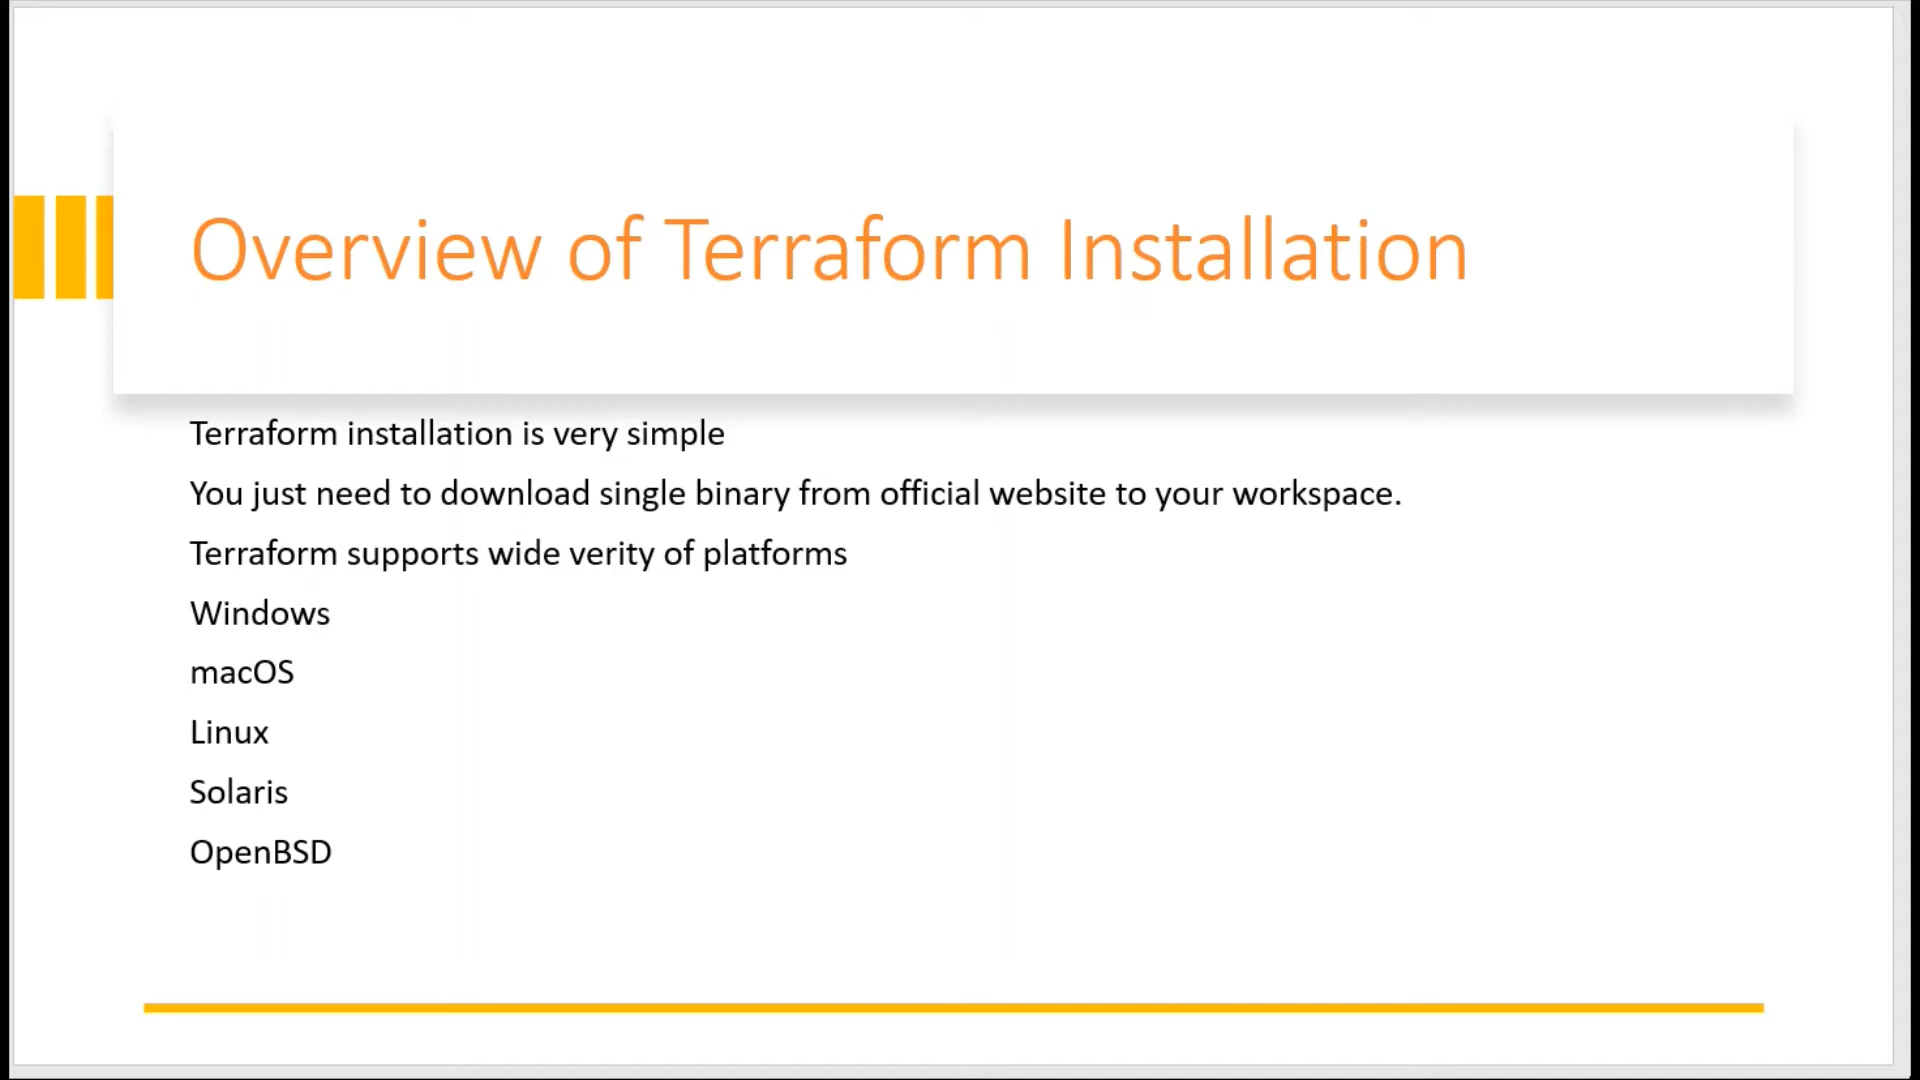 Overview of Terraform Installation
Terraform installation is very simple
You just need to download single binary from official website to your workspace.
Terraform supports wide verity of platforms
Windows
macOS
Linux
Solaris
OpenBSD